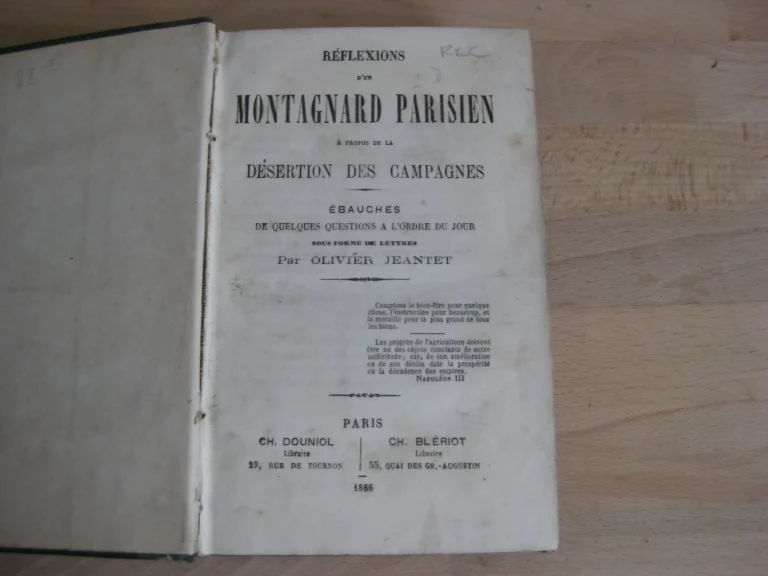 RÉFLEXIONS
D'UN
MONTAGNARD PARISIEN
A PROPOS DE LA
DÉSERTION DES CAMPAGNES
ÉBAUCHES
DE QUELQUES QUESTIONS A L'ORDRE DU JOUR
SOUS FORME DE LETTRES
Par OLIVIER JEANTET
Comptons le bien-être pour quelque
chose, l'instruction pour beaucoup, et
la moralité pour le plus grand de tous
les biens.
Les progrès de l'agriculture doivent
être un des objets constants de notre
sollicitude; car, de son amélioration
ou de son déclin date la prospérité
ou la décadence des empires.
NAPOLÉON III
PARIS
CH. DOUNIOL
Libraire
29, RUE DE TOURNON
CH. BLÉRIOT
Libraire
55, QUAI DES GR.-AUGUSTIN
1866